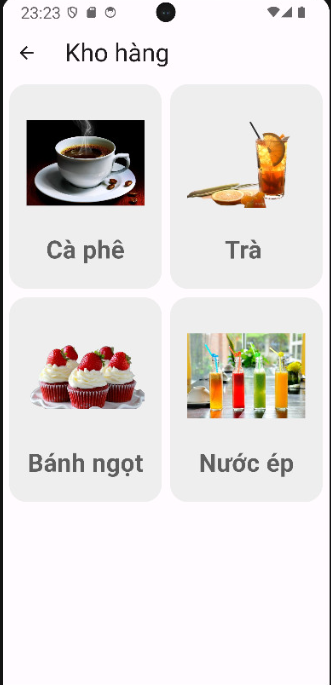 23:23
Kho hàng
Cà phê
Trà
Bánh ngọt
Nước ép